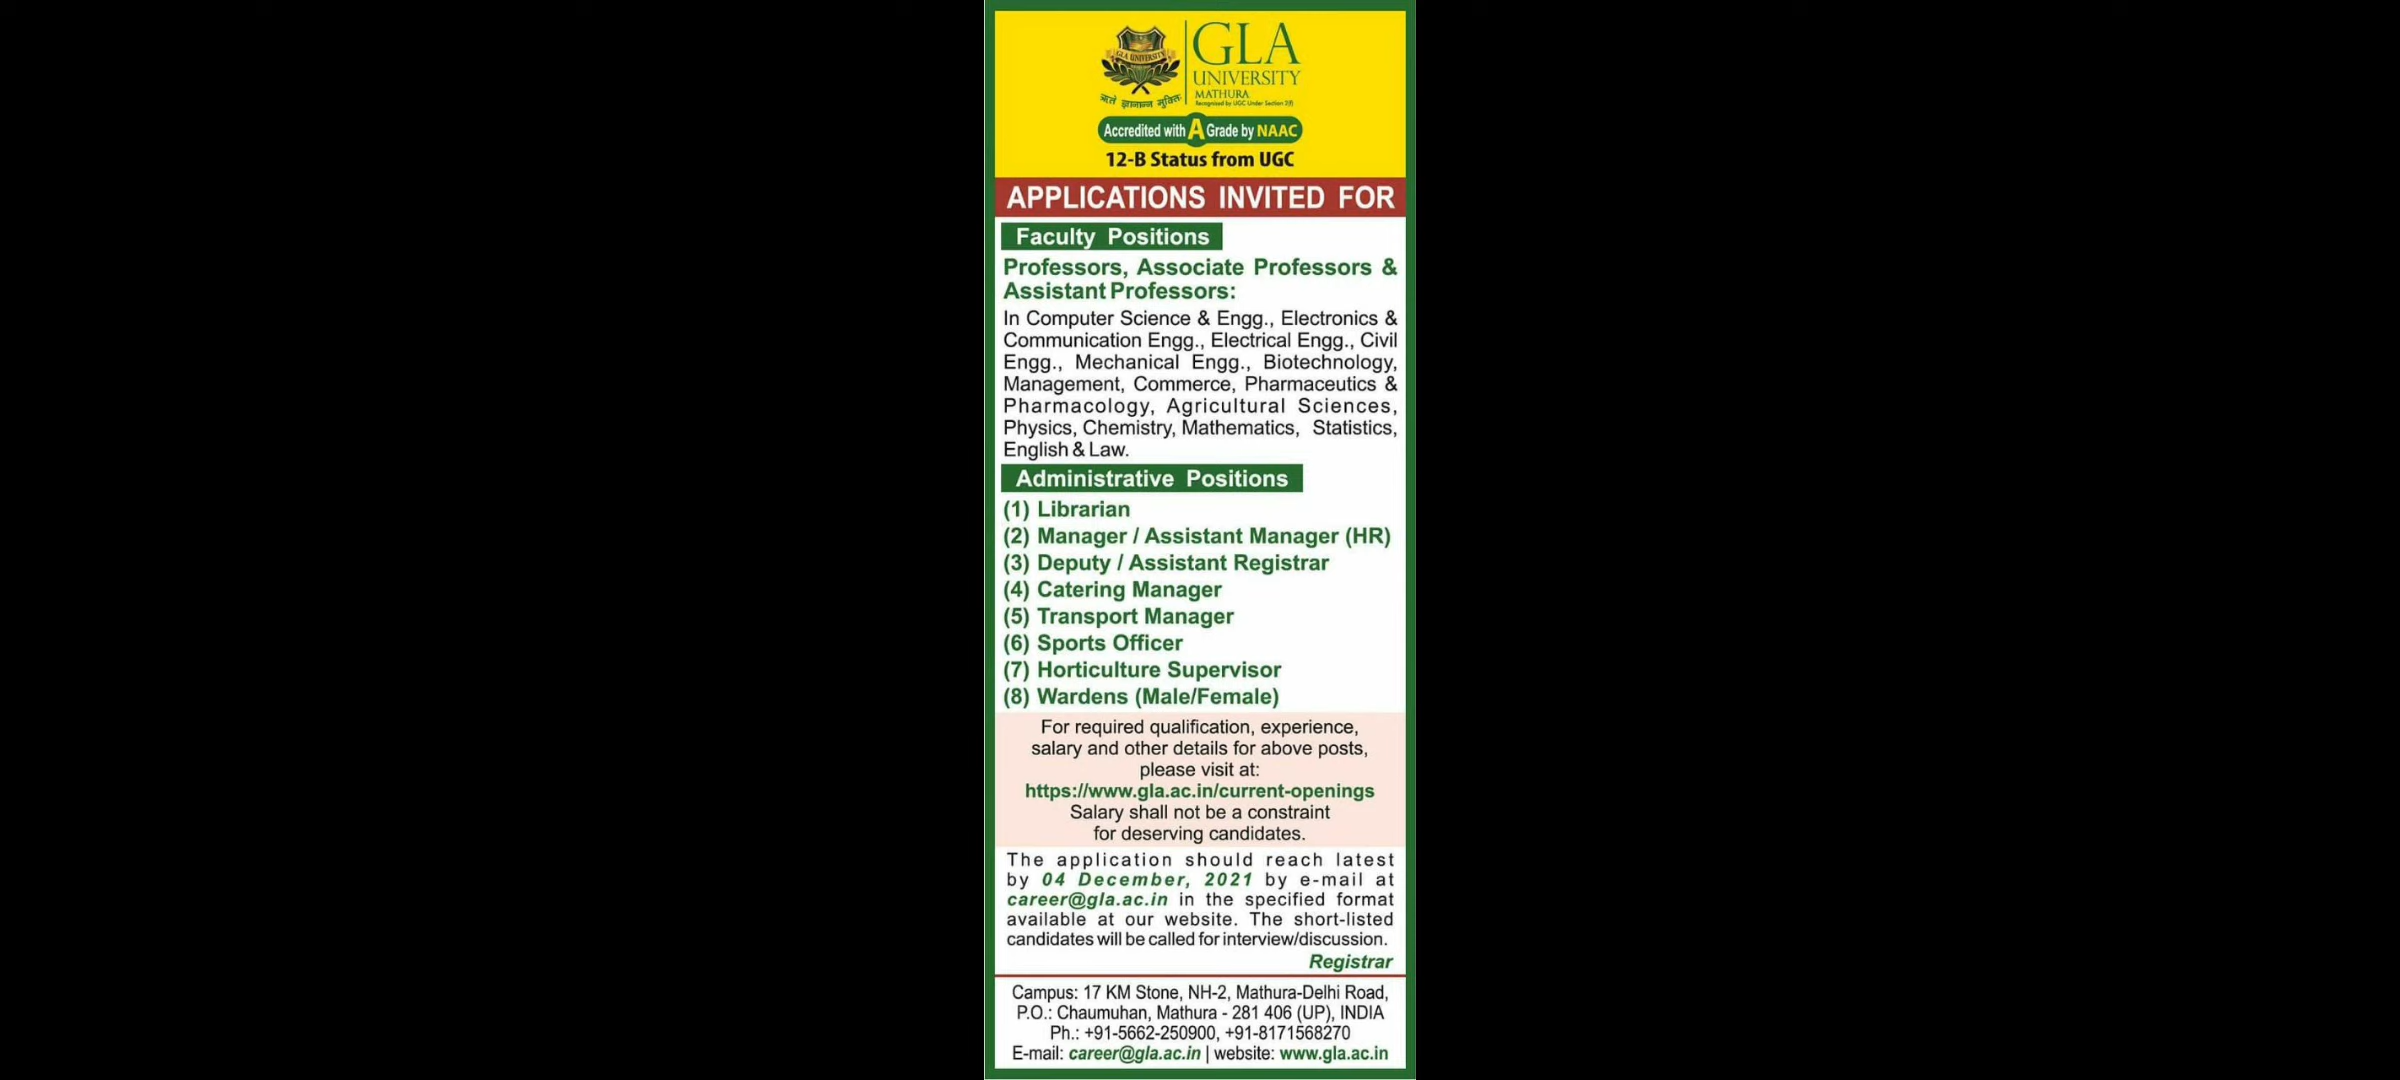 GLA UNIVERSITY
ऋते ज्ञानान्न मुक्तिः
GLA
UNIVERSITY
MATHURA
Recognised by UGC Under Section 2(f)
Accredited with A Grade by NAAC
12-B Status from UGC
APPLICATIONS INVITED FOR
Faculty Positions
Professors, Associate Professors &
Assistant Professors:
In Computer Science & Engg., Electronics &
Communication Engg., Electrical Engg., Civil
Engg., Mechanical Engg., Biotechnology,
Management, Commerce, Pharmaceutics &
Pharmacology, Agricultural Sciences,
Physics, Chemistry, Mathematics, Statistics,
English & Law.
Administrative Positions
(1) Librarian
(2) Manager / Assistant Manager (HR)
(3) Deputy / Assistant Registrar
(4) Catering Manager
(5) Transport Manager
(6) Sports Officer
(7) Horticulture Supervisor
(8) Wardens (Male/Female)
For required qualification, experience,
salary and other details for above posts,
please visit at:
https://www.gla.ac.in/current-openings
Salary shall not be a constraint
for deserving candidates.
The application should reach latest
by 04 December, 2021 by e-mail at
career@gla.ac.in in the specified format
available at our website. The short-listed
candidates will be called for interview/discussion.
Registrar
Campus: 17 KM Stone, NH-2, Mathura-Delhi Road,
P.O.: Chaumuhan, Mathura - 281 406 (UP), INDIA
Ph.: +91-5662-250900, +91-8171568270
E-mail: career@gla.ac.in | website: www.gla.ac.in